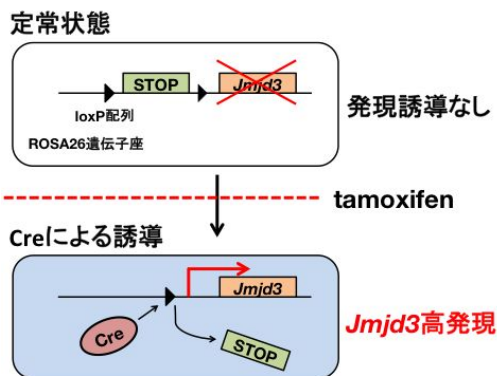 定常状態
STOP
Jmjd3
loxP配列
ROSA26遺伝子座
発現誘導なし
tamoxifen
Creによる誘導
Jmjd3
Cre
STOP
Jmjd3高発現